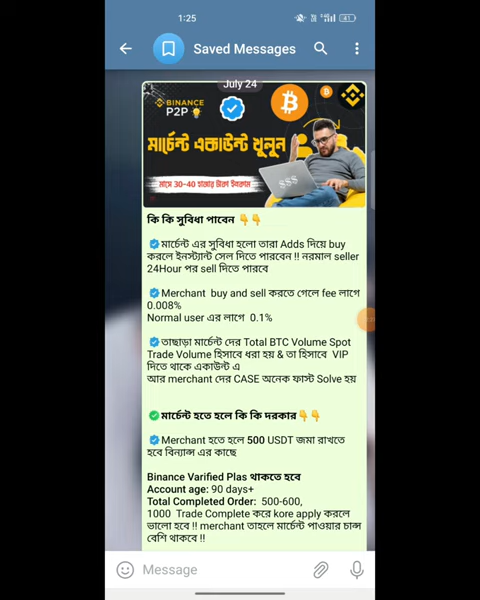 1:25
41
Saved Messages
July 24
BINANCE
P2P
মার্চেন্ট একাউন্ট খুলুন
মাসে 30-40 হাজার টাকা ইনকাম
$$$
কি কি সুবিধা পাবেন 👇👇
মার্চেন্ট এর সুবিধা হলো তারা Adds দিয়ে buy
করলে ইনস্ট্যান্ট সেল দিতে পারবেন !! নরমাল seller
24Hour পর sell দিতে পারবে
Merchant buy and sell করতে গেলে fee লাগে
0.008%
Normal user এর লাগে 0.1%
তাছাড়া মার্চেন্ট দের Total BTC Volume Spot
Trade Volume হিসাবে ধরা হয় & তা হিসাবে VIP
দিতে থাকে একাউন্ট এ
আর merchant দের CASE অনেক ফাস্ট Solve হয়
মার্চেন্ট হতে হলে কি কি দরকার👇👇
Merchant হতে হলে 500 USDT জমা রাখতে
হবে বিন্যান্স এর কাছে
Binance Varified Plas থাকতে হবে
Account age: 90 days+
Total Completed Order: 500-600,
1000 Trade Complete করে kore apply করলে
ভালো হবে !! merchant তাহলে মার্চেন্ট পাওয়ার চান্স
বেশি থাকবে !!
Message